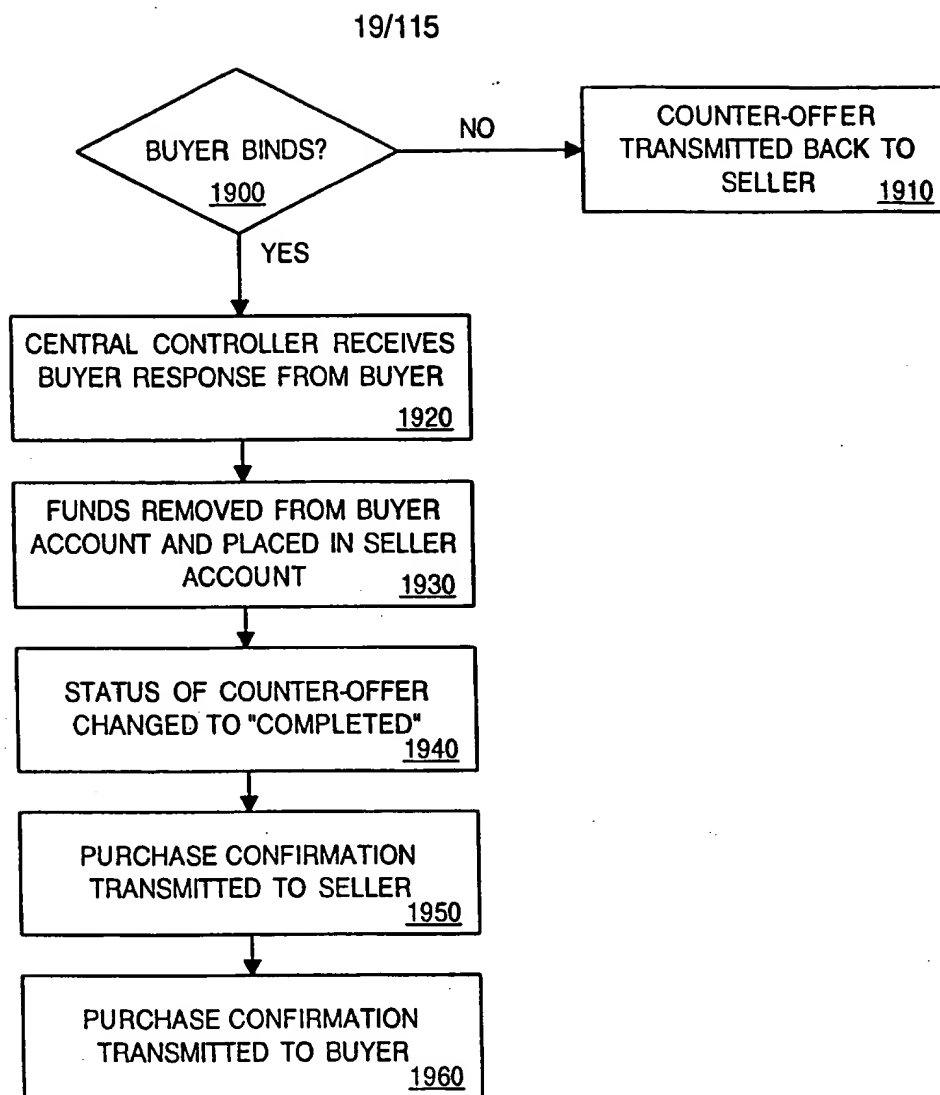 19/115
BUYER BINDS?
1900
NO
COUNTER-OFFER
TRANSMITTED BACK TO
SELLER 1910
YES
CENTRAL CONTROLLER RECEIVES
BUYER RESPONSE FROM BUYER
1920
FUNDS REMOVED FROM BUYER
ACCOUNT AND PLACED IN SELLER
ACCOUNT 1930
STATUS OF COUNTER-OFFER
CHANGED TO "COMPLETED"
1940
PURCHASE CONFIRMATION
TRANSMITTED TO SELLER
1950
PURCHASE CONFIRMATION
TRANSMITTED TO BUYER
1960